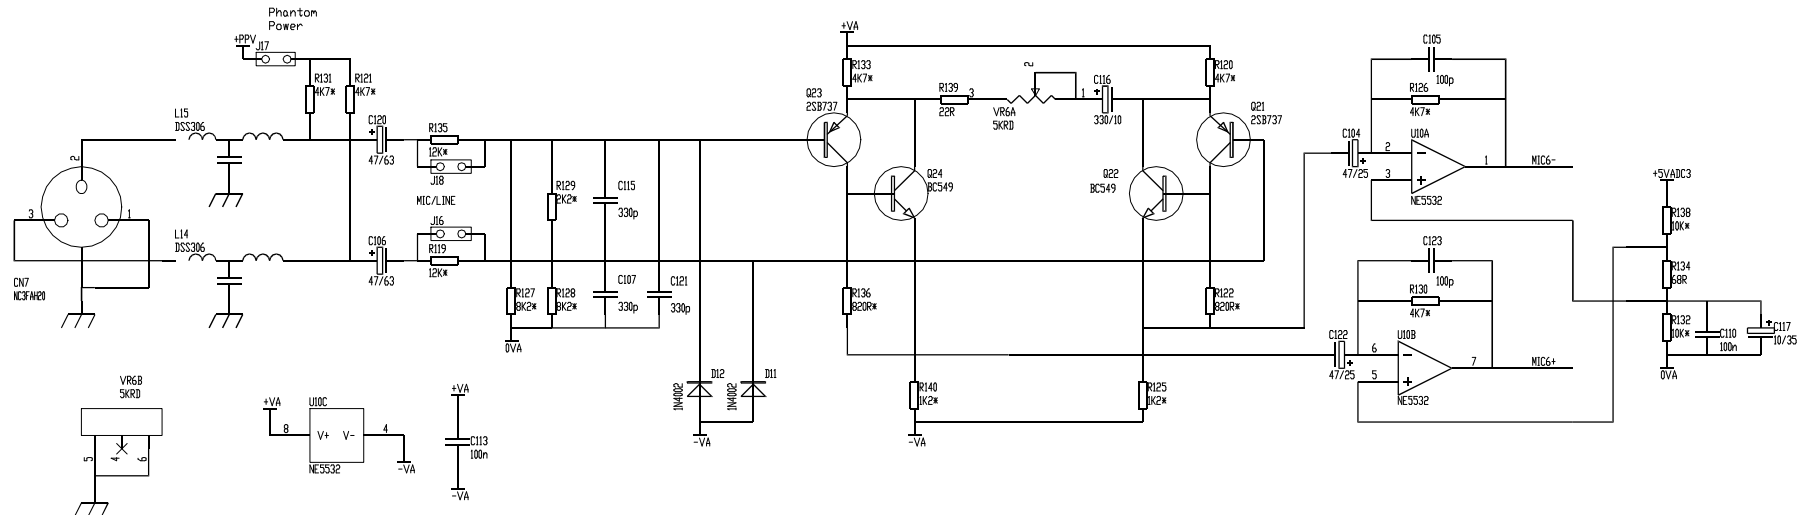 Phantom
Power
+PPV
J17
R131
4K7*
R121
4K7*
L15
DSS306
C120
47/63
R135
12K*
J18
MIC/LINE
J16
R119
12K*
C106
47/63
L14
DSS306
2
3
1
CN7
NC3FAH20
R129
2K2*
C115
330p
R127
8K2*
R128
8K2*
C107
330p
C121
330p
0VA
D12
1N4002
D11
1N4002
-VA
+VA
R133
4K7*
Q23
2SB737
Q24
BC549
R139
22R
3
2
1
VR6A
5KRD
C116
330/10
R120
4K7*
Q21
2SB737
Q22
BC549
R136
820R*
R122
820R*
R140
1K2*
R125
1K2*
-VA
C105
100p
R126
4K7*
C104
47/25
U10A
2
3
1
NE5532
MIC6-
C123
100p
R130
4K7*
C122
47/25
U10B
6
5
7
NE5532
MIC6+
+5VADC3
R138
10K*
R134
68R
R132
10K*
C110
100n
C117
10/35
0VA
VR6B
5KRD
5
4
6
+VA
U10C
8
V+
V-
4
NE5532
-VA
+VA
C113
100n
-VA